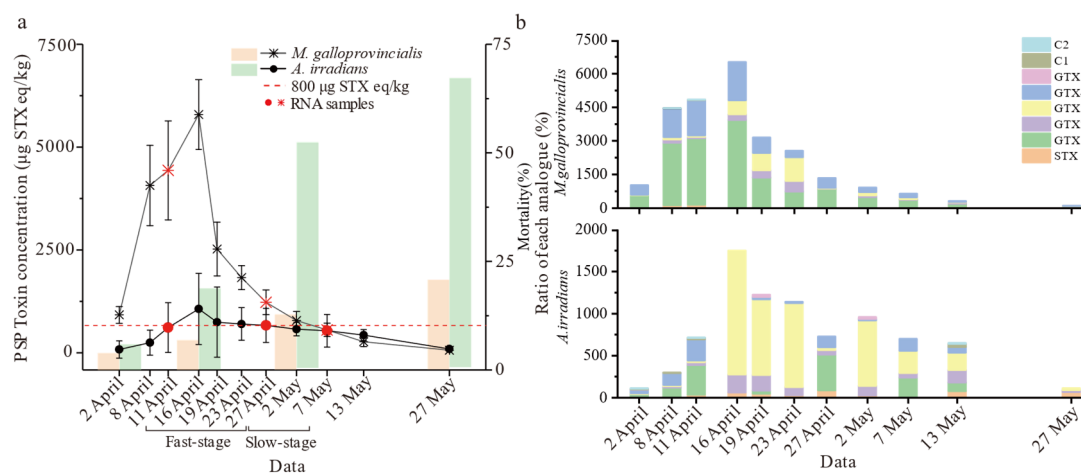 a
PSP Toxin concentration (μg STX eq/kg)
7500
5000
2500
0
M. galloprovincialis
A. irradians
800 μg STX eq/kg
RNA samples
75
50
25
0
Mortality(%)
2 April
8 April
11 April
16 April
19 April
23 April
27 April
2 May
7 May
13 May
27 May
Fast-stage
Slow-stage
Data
b
Ratio of each analogue (%)
M.galloprovincialis
7500
6000
4500
3000
1500
0
C2
C1
GTX
GTX
GTX
GTX
GTX
STX
A.irradians
2000
1500
1000
500
0
2 April
8 April
11 April
16 April
19 April
23 April
27 April
2 May
7 May
13 May
27 May
Data